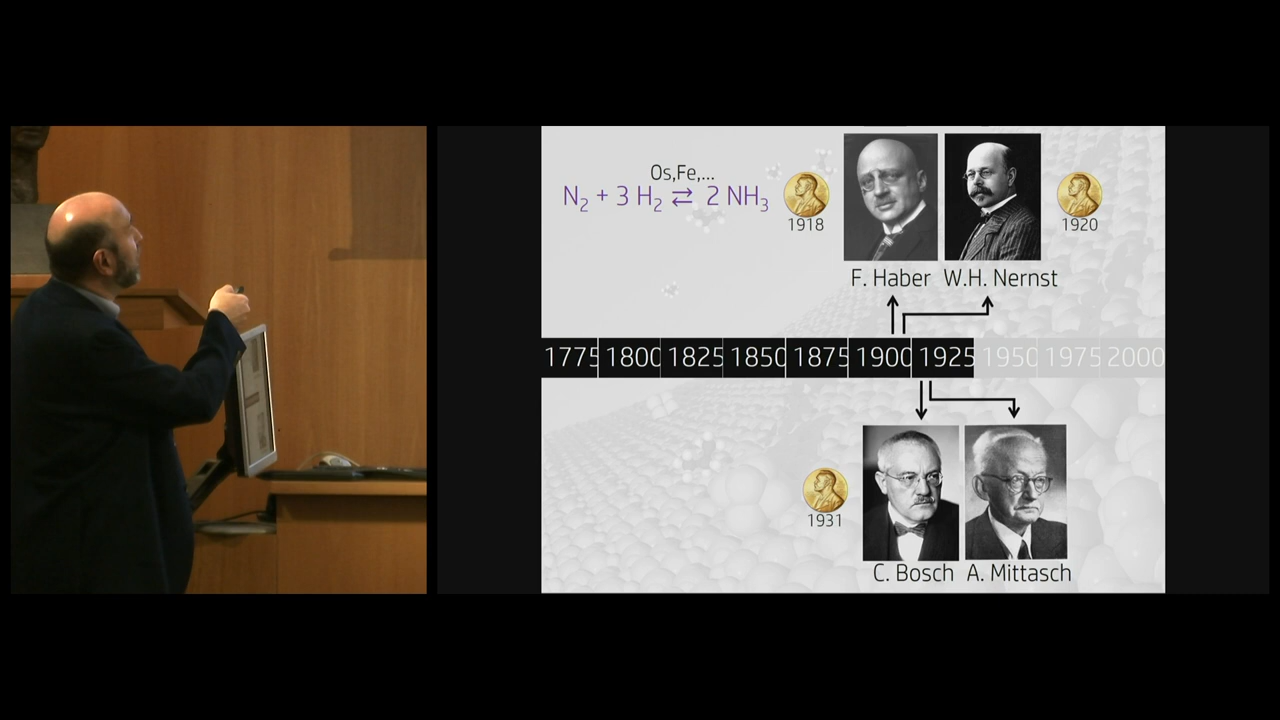 Os,Fe,...
N₂ + 3 H₂ ⇄ 2 NH₃
1918
1920
F. Haber W.H. Nernst
1775 1800 1825 1850 1875 1900 1925 1950 1975 2000
1931
C. Bosch A. Mittasch